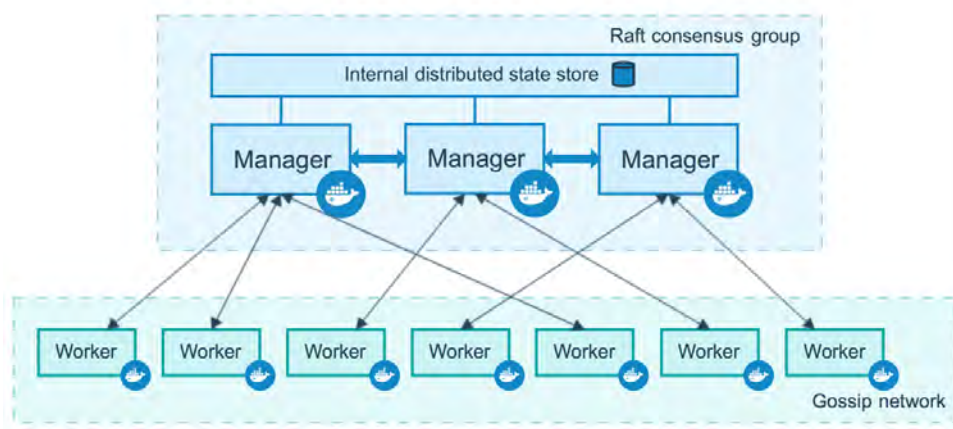 Raft consensus group
Internal distributed state store
Manager
Manager
Manager
Worker
Worker
Worker
Worker
Worker
Worker
Worker
Gossip network